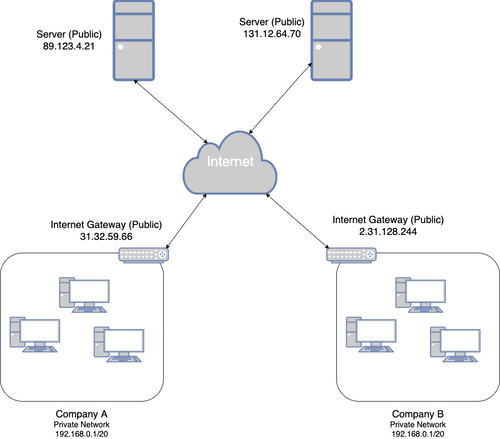 Server (Public)
89.123.4.21
Server (Public)
131.12.64.70
Internet
Internet Gateway (Public)
31.32.59.66
Internet Gateway (Public)
2.31.128.244
Company A
Private Network
192.168.0.1/20
Company B
Private Network
192.168.0.1/20